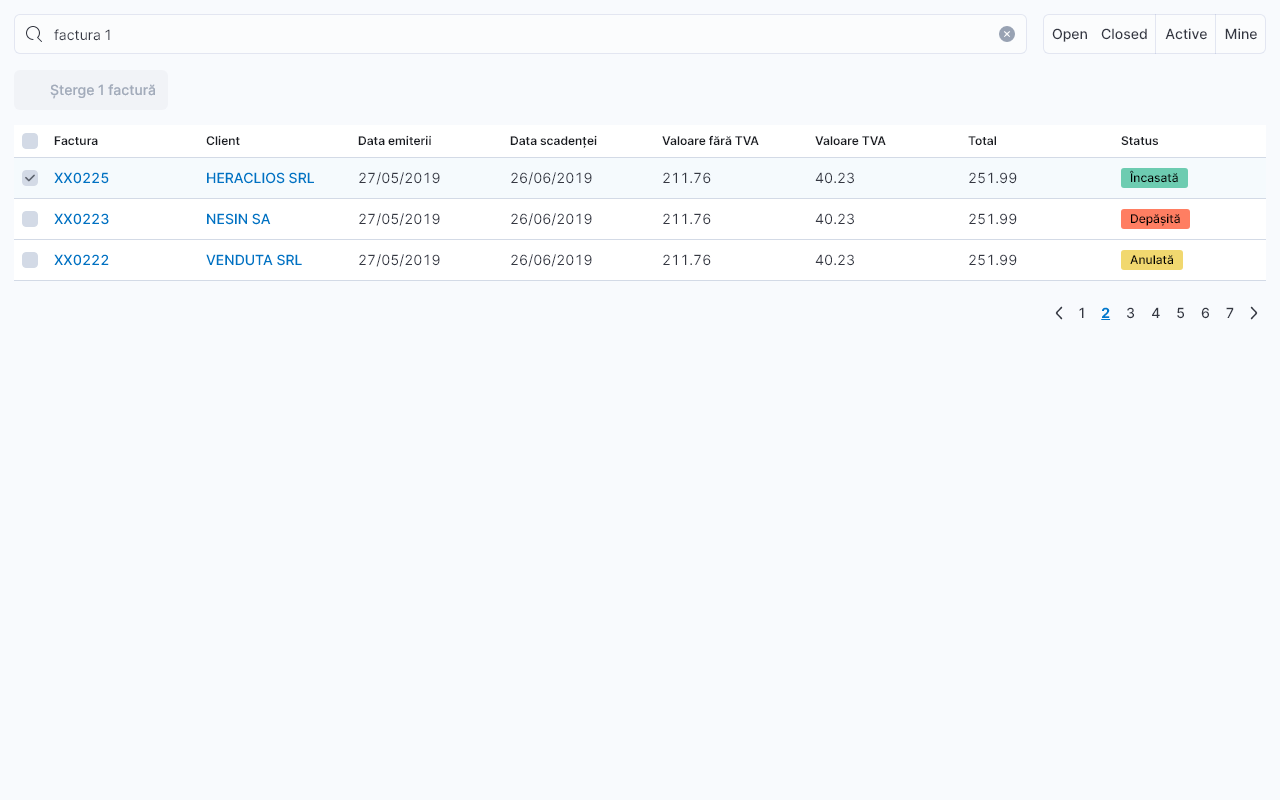 factura 1
Open Closed Active Mine
Șterge 1 factură
Factura Client Data emiterii Data scadenței Valoare fără TVA Valoare TVA Total Status
XX0225 HERACLIOS SRL 27/05/2019 26/06/2019 211.76 40.23 251.99 Încasată
XX0223 NESIN SA 27/05/2019 26/06/2019 211.76 40.23 251.99 Depășită
XX0222 VENDUTA SRL 27/05/2019 26/06/2019 211.76 40.23 251.99 Anulată
1 2 3 4 5 6 7